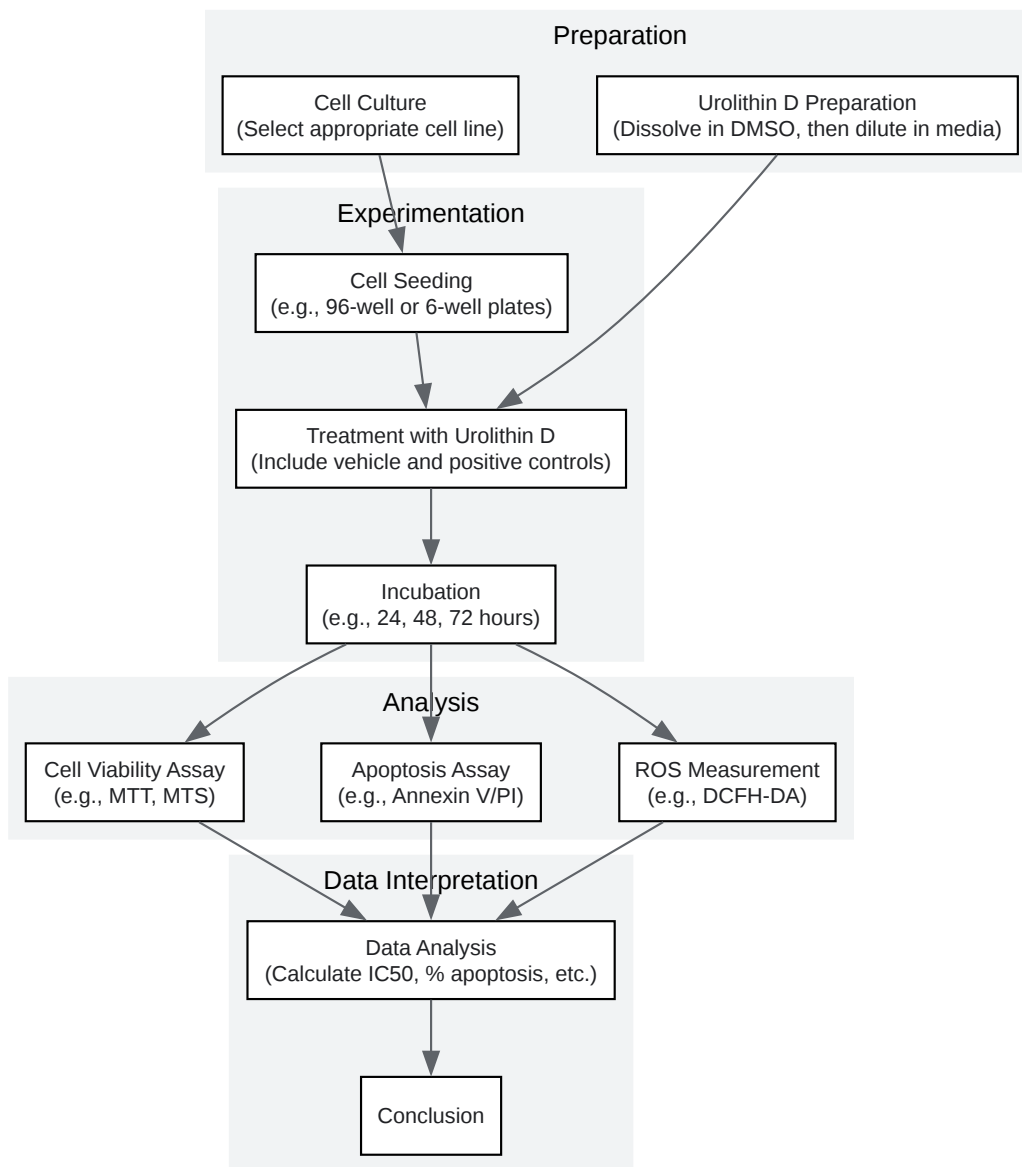 Preparation
Cell Culture
(Select appropriate cell line)
Urolithin D Preparation
(Dissolve in DMSO, then dilute in media)
Experimentation
Cell Seeding
(e.g., 96-well or 6-well plates)
Treatment with Urolithin D
(Include vehicle and positive controls)
Incubation
(e.g., 24, 48, 72 hours)
Analysis
Cell Viability Assay
(e.g., MTT, MTS)
Apoptosis Assay
(e.g., Annexin V/PI)
ROS Measurement
(e.g., DCFH-DA)
Data Interpretation
Data Analysis
(Calculate IC50, % apoptosis, etc.)
Conclusion